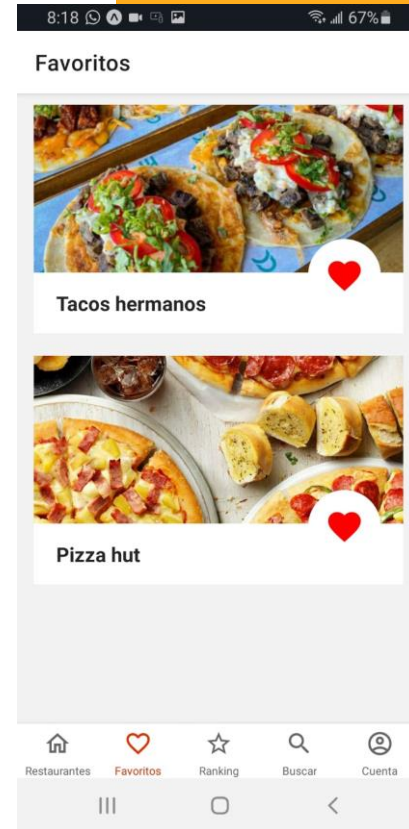 8:18 67%
Favoritos
Tacos hermanos
Pizza hut
Restaurantes Favoritos Ranking Buscar Cuenta